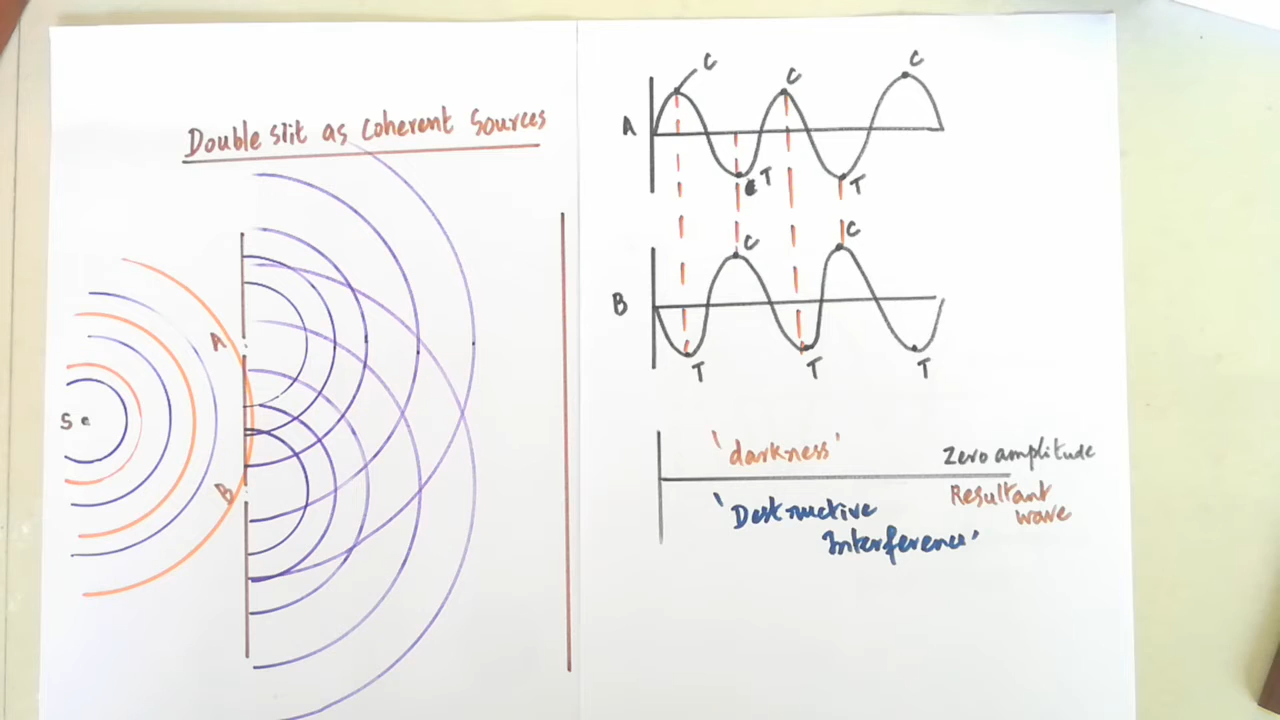 Double slit as coherent sources
A
S
B
C
C
C
A
T
T
C
C
B
T
T
T
'darkness'
Zero amplitude
Resultant
wave
'Destructive
Interference'